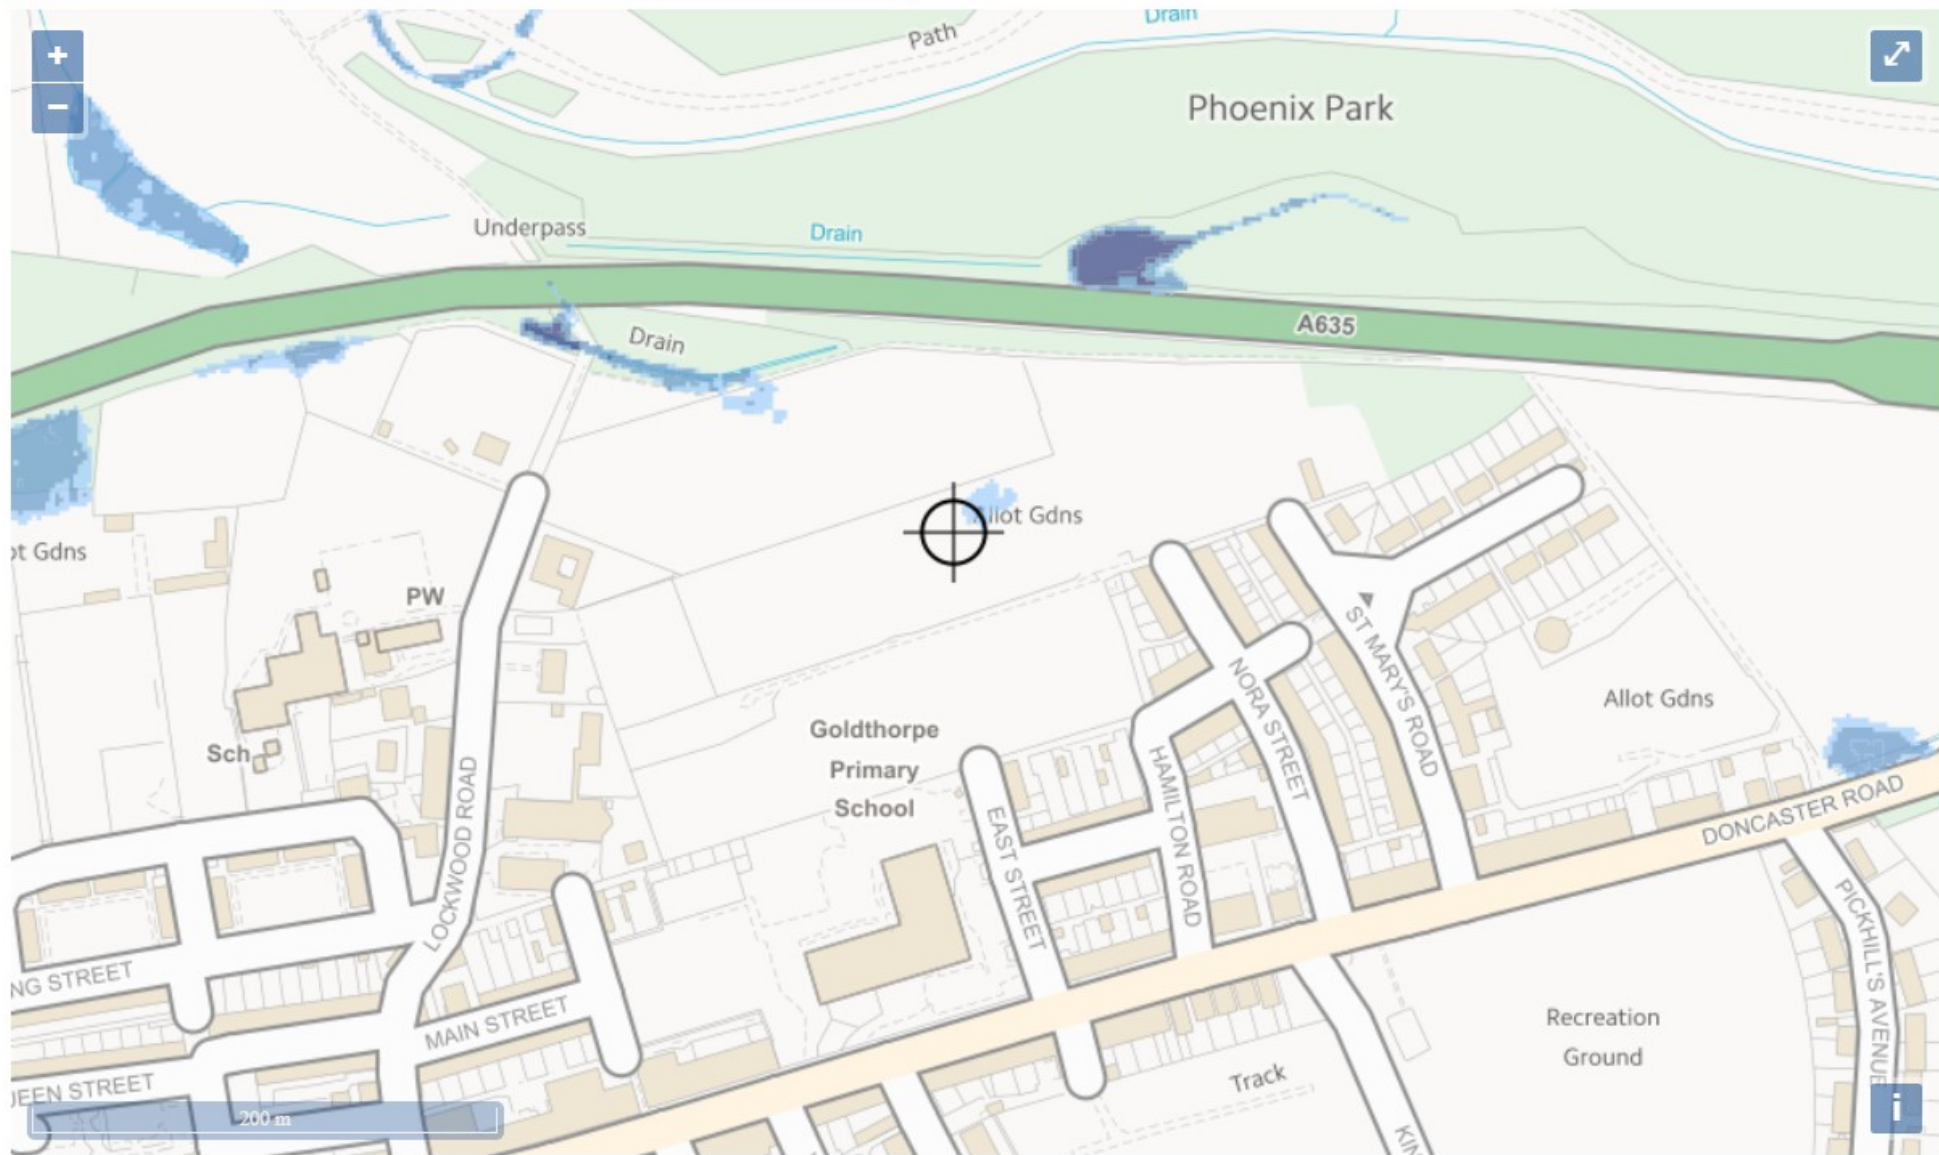 Drain
Path
+
−
Phoenix Park
Underpass
Drain
A635
Drain
Allot Gdns
ot Gdns
PW
ST MARY'S ROAD
NORA STREET
Allot Gdns
Goldthorpe
Primary
School
Sch
HAMILTON ROAD
LOCKWOOD ROAD
EAST STREET
DONCASTER ROAD
PICKHILL'S AVENUE
NG STREET
MAIN STREET
Recreation
Ground
UEEN STREET
Track
200 m
KIN
i